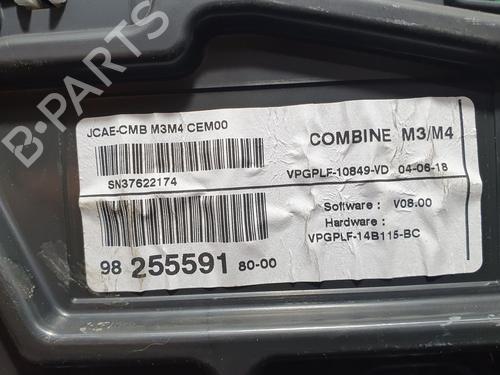 JCAE-CMB M3M4 CEM00
SN37622174
98 255591 80-00
COMBINE M3/M4
VPGPLF-10849-VD 04-06-18
Software : V08.00
Hardware :
VPGPLF-14B115-BC
B-PARTS